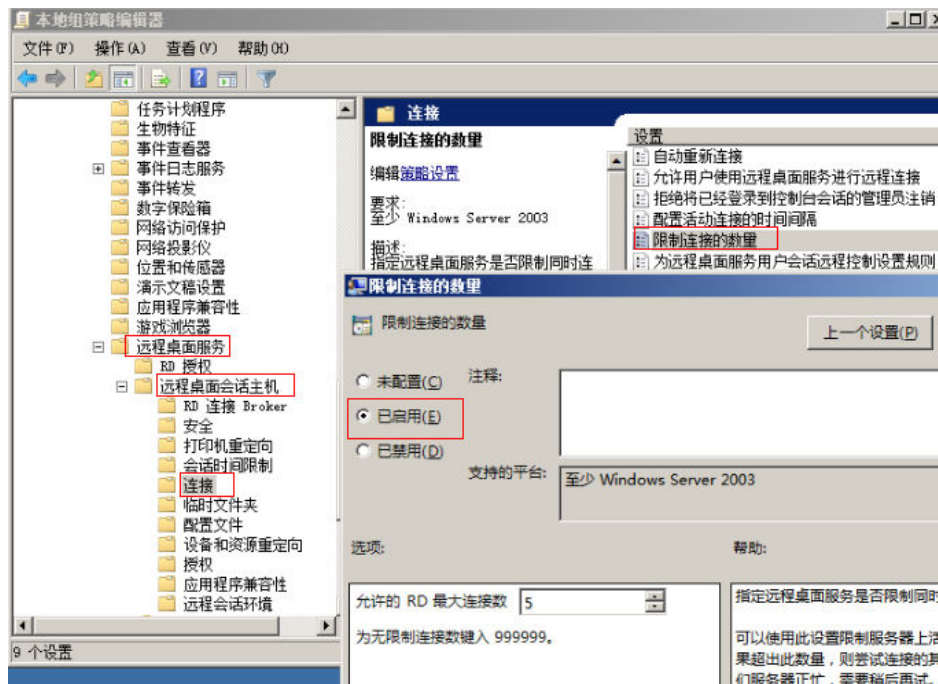 本地组策略编辑器
文件(F) 操作(A) 查看(V) 帮助(H)
任务计划程序
生物特征
事件查看器
事件日志服务
事件转发
数字保险箱
网络访问保护
网络投影仪
位置和传感器
演示文稿设置
应用程序兼容性
游戏浏览器
远程桌面服务
RD 授权
远程桌面会话主机
RD 连接 Broker
安全
打印机重定向
会话时间限制
连接
临时文件夹
配置文件
设备和资源重定向
授权
应用程序兼容性
远程会话环境
9 个设置
连接
限制连接的数量
编辑策略设置
要求:
至少 Windows Server 2003
描述:
指定远程桌面服务是否限制同时连
设置
自动重新连接
允许用户使用远程桌面服务进行远程连接
拒绝将已经登录到控制台会话的管理员注销
配置活动连接的时间间隔
限制连接的数量
为远程桌面服务用户会话远程控制设置规则
限制连接的数量
限制连接的数量
上一个设置(P)
未配置(C)
注释:
已启用(E)
已禁用(D)
支持的平台:
至少 Windows Server 2003
选项:
帮助:
允许的 RD 最大连接数 5
为无限制连接数键入 999999。
指定远程桌面服务是否限制同时
可以使用此设置限制服务器上活
果超出此数量，则尝试连接的其
们服务器正忙，需要稍后再试。